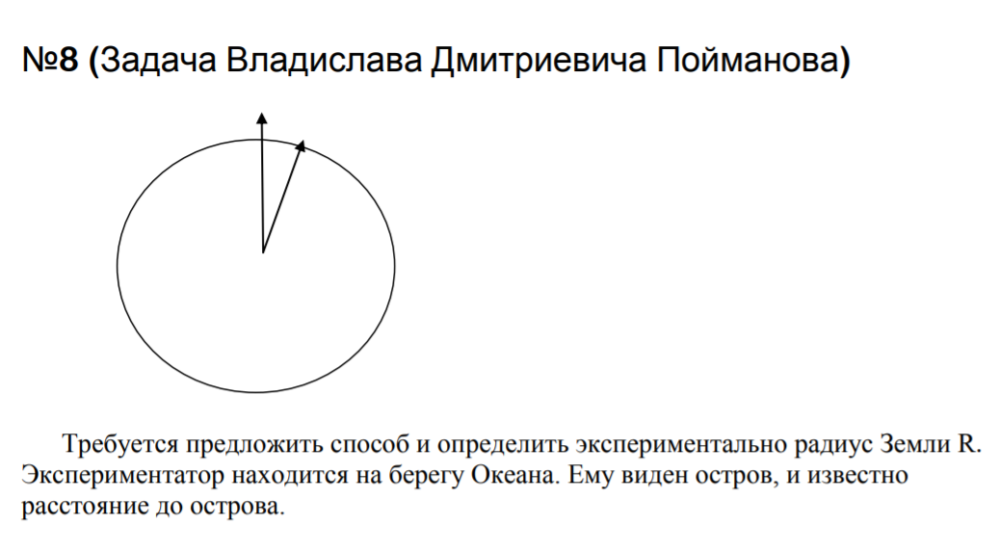 №8 (Задача Владислава Дмитриевича Пойманова)
Требуется предложить способ и определить экспериментально радиус Земли R.
Экспериментатор находится на берегу Океана. Ему виден остров, и известно
расстояние до острова.